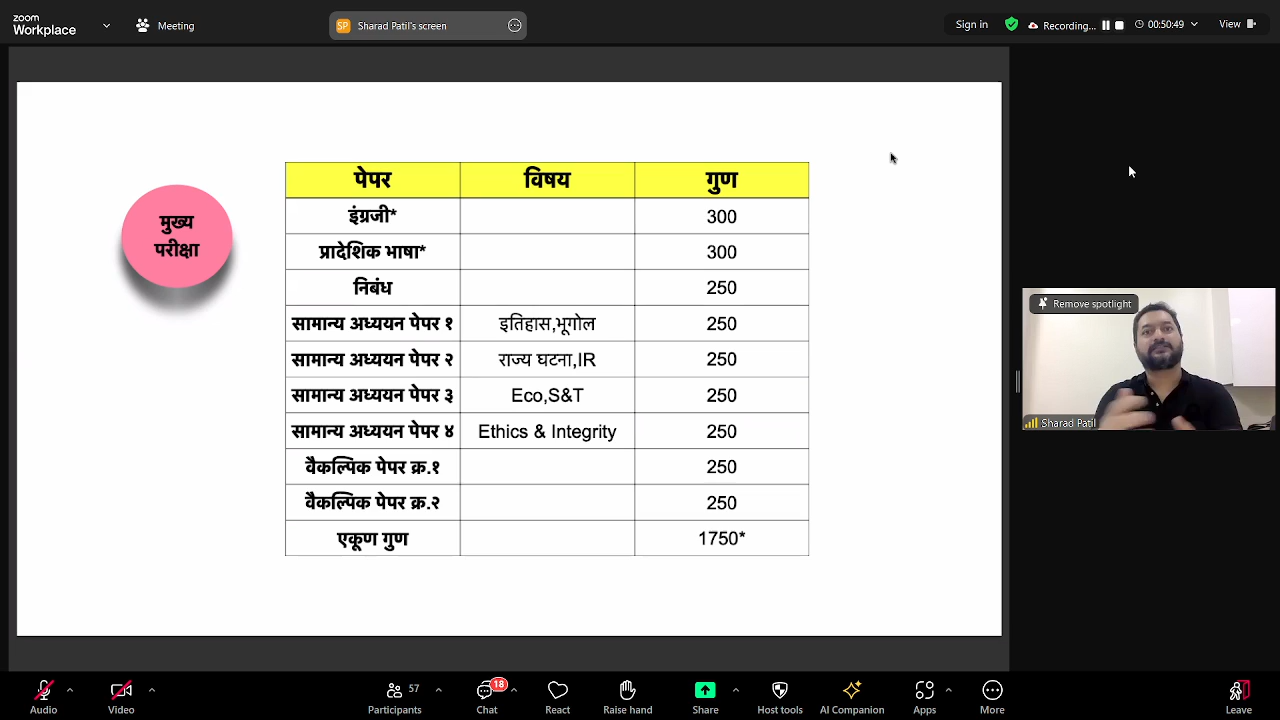 zoom
Workplace
Meeting
SP Sharad Patil's screen
Sign in
Recording...
00:50:49
View
मुख्य
परीक्षा
पेपर विषय गुण
इंग्रजी* 300
प्रादेशिक भाषा* 300
निबंध 250
सामान्य अध्ययन पेपर १ इतिहास,भूगोल 250
सामान्य अध्ययन पेपर २ राज्य घटना,IR 250
सामान्य अध्ययन पेपर ३ Eco,S&T 250
सामान्य अध्ययन पेपर ४ Ethics & Integrity 250
वैकल्पिक पेपर क्र.१ 250
वैकल्पिक पेपर क्र.२ 250
एकूण गुण 1750*
Remove spotlight
Sharad Patil
Audio
Video
57
Participants
18
Chat
React
Raise hand
Share
Host tools
AI Companion
Apps
More
Leave